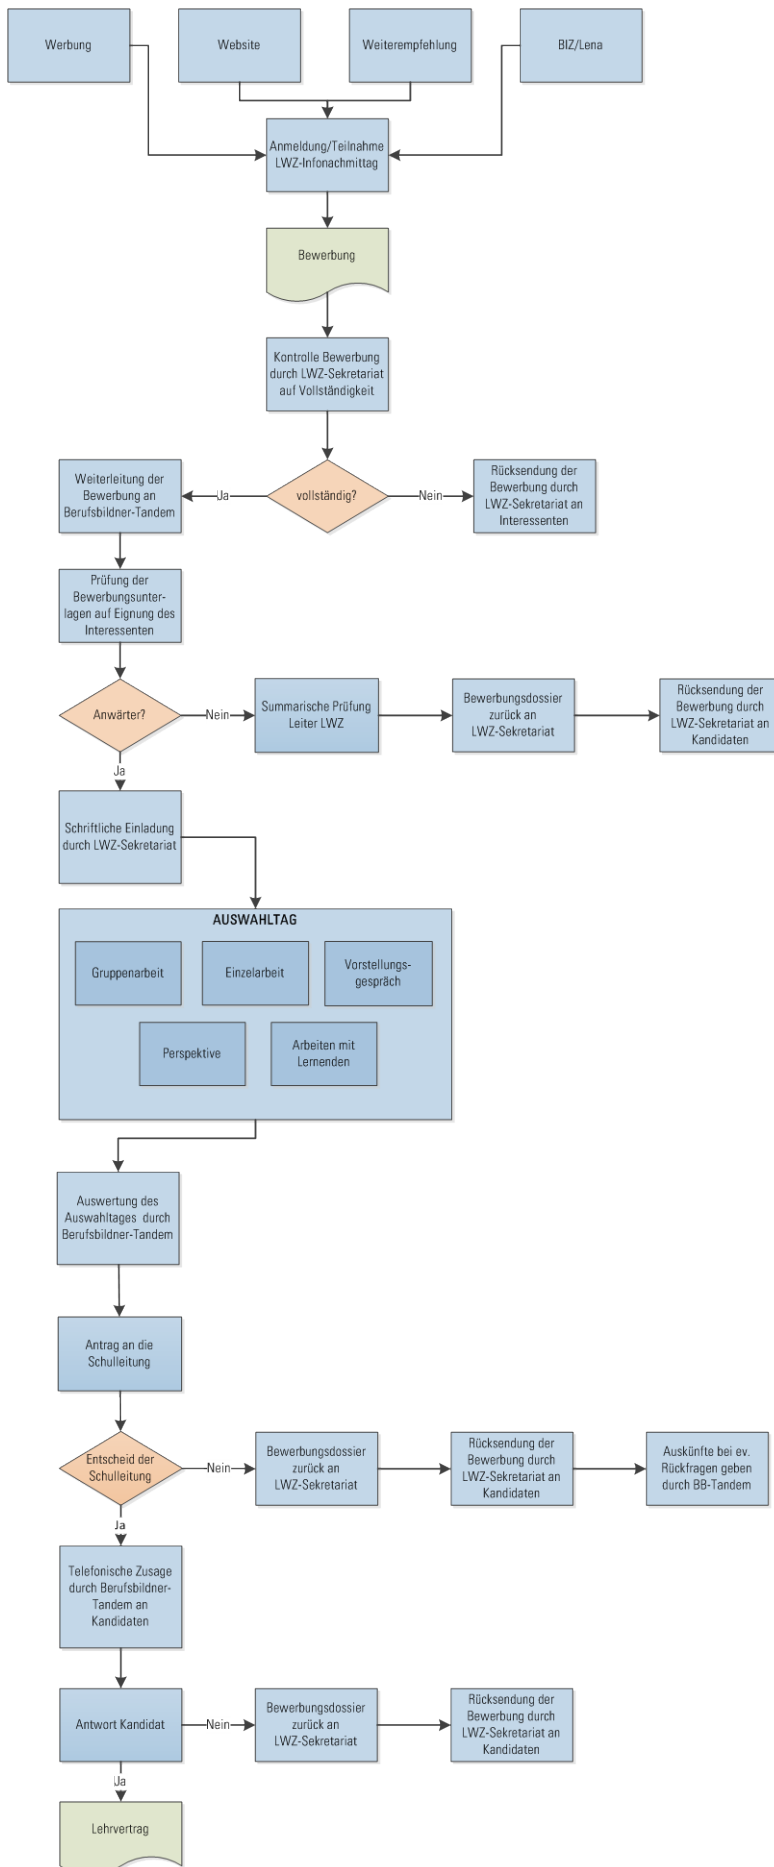 Werbung
Website
Weiterempfehlung
BIZ/Lena
Anmeldung/Teilnahme
LWZ-Infonachmittag
Bewerbung
Kontrolle Bewerbung
durch LWZ-Sekretariat
auf Vollständigkeit
Weiterleitung der
Bewerbung an
Berufsbildner-Tandem
Ja
vollständig?
Nein
Rücksendung der
Bewerbung durch
LWZ-Sekretariat an
Interessenten
Prüfung der
Bewerbungsunter-
lagen auf Eignung des
Interessenten
Anwärter?
Nein
Summarische Prüfung
Leiter LWZ
Bewerbungsdossier
zurück an
LWZ-Sekretariat
Rücksendung der
Bewerbung durch
LWZ-Sekretariat an
Kandidaten
Ja
Schriftliche Einladung
durch LWZ-Sekretariat
AUSWAHLTAG
Gruppenarbeit
Einzelarbeit
Vorstellungs-
gespräch
Perspektive
Arbeiten mit
Lernenden
Auswertung des
Auswahltages durch
Berufsbildner-Tandem
Antrag an die
Schulleitung
Entscheid der
Schulleitung
Nein
Bewerbungsdossier
zurück an
LWZ-Sekretariat
Rücksendung der
Bewerbung durch
LWZ-Sekretariat an
Kandidaten
Auskünfte bei ev.
Rückfragen geben
durch BB-Tandem
Ja
Telefonische Zusage
durch Berufsbildner-
Tandem an
Kandidaten
Antwort Kandidat
Nein
Bewerbungsdossier
zurück an
LWZ-Sekretariat
Rücksendung der
Bewerbung durch
LWZ-Sekretariat an
Kandidaten
Ja
Lehrvertrag